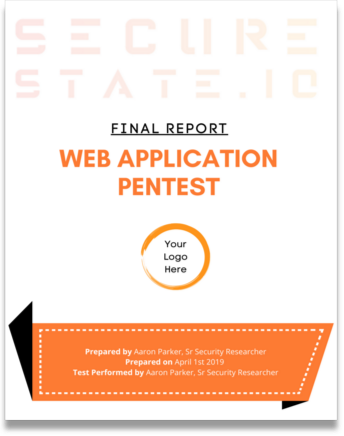 SECURE
STATE.IO
FINAL REPORT
WEB APPLICATION
PENTEST
Your
Logo
Here
Prepared by Aaron Parker, Sr Security Researcher
Prepared on April 1st 2019
Test Performed by Aaron Parker, Sr Security Researcher